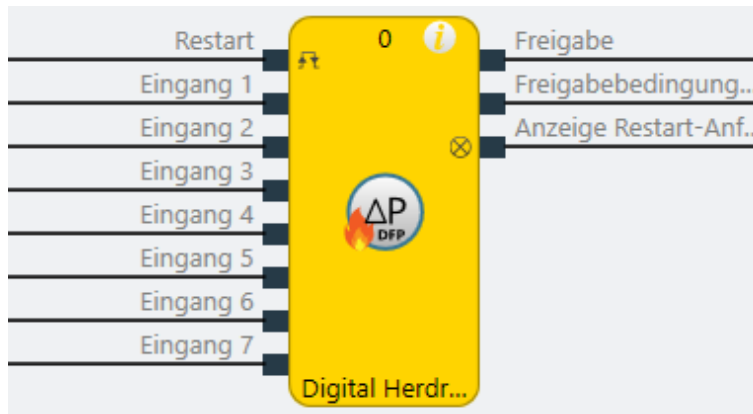 Restart
0
i
Freigabe
Eingang 1
Freigabebedingung...
Eingang 2
Anzeige Restart-Anf...
Eingang 3
ΔP
DFP
Eingang 4
Eingang 5
Eingang 6
Eingang 7
Digital Herdr...